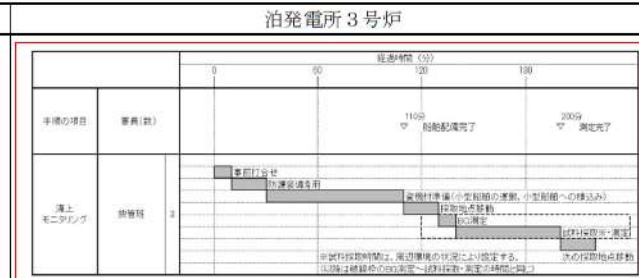 泊発電所3号炉
経過時間(分)
0 60 120 180
手順の項目 要員(数)
110分
▽ 船舶配備完了
200分
▽ 測定完了
海上
モニタリング
放管班
事前打合せ
防護装備着用
資機材準備(小型船舶の運搬、小型船舶への積込み)
採取地点移動
BG測定
試料採取※・測定
次の採取地点移動
※試料採取時間は、周辺環境の状況により設定する。
(以降は破線枠のBG測定~試料採取・測定の時間と同じ)